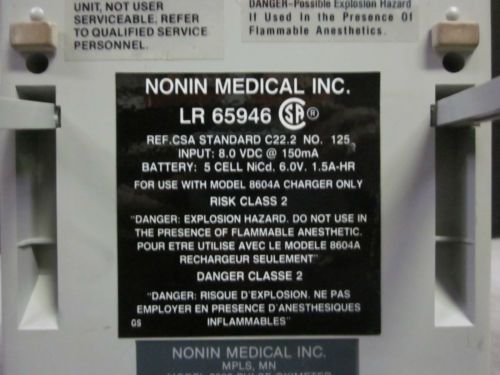 UNIT, NOT USER
SERVICEABLE, REFER
TO QUALIFIED SERVICE
PERSONNEL.
DANGER-Possible Explosion Hazard
If Used In the Presence Of
Flammable Anesthetics.
NONIN MEDICAL INC.
LR 65946 CSA ®
REF.CSA STANDARD C22.2 NO. 125
INPUT: 8.0 VDC @ 150mA
BATTERY: 5 CELL NiCd. 6.0V. 1.5A-HR
FOR USE WITH MODEL 8604A CHARGER ONLY
RISK CLASS 2
"DANGER: EXPLOSION HAZARD. DO NOT USE IN
THE PRESENCE OF FLAMMABLE ANESTHETIC.
POUR ETRE UTILISE AVEC LE MODELE 8604A
RECHARGEUR SEULEMENT"
DANGER CLASSE 2
"DANGER: RISQUE D'EXPLOSION. NE PAS
EMPLOYER EN PRESENCE D'ANESTHESIQUES
INFLAMMABLES"
GS
NONIN MEDICAL INC.
MPLS, MN